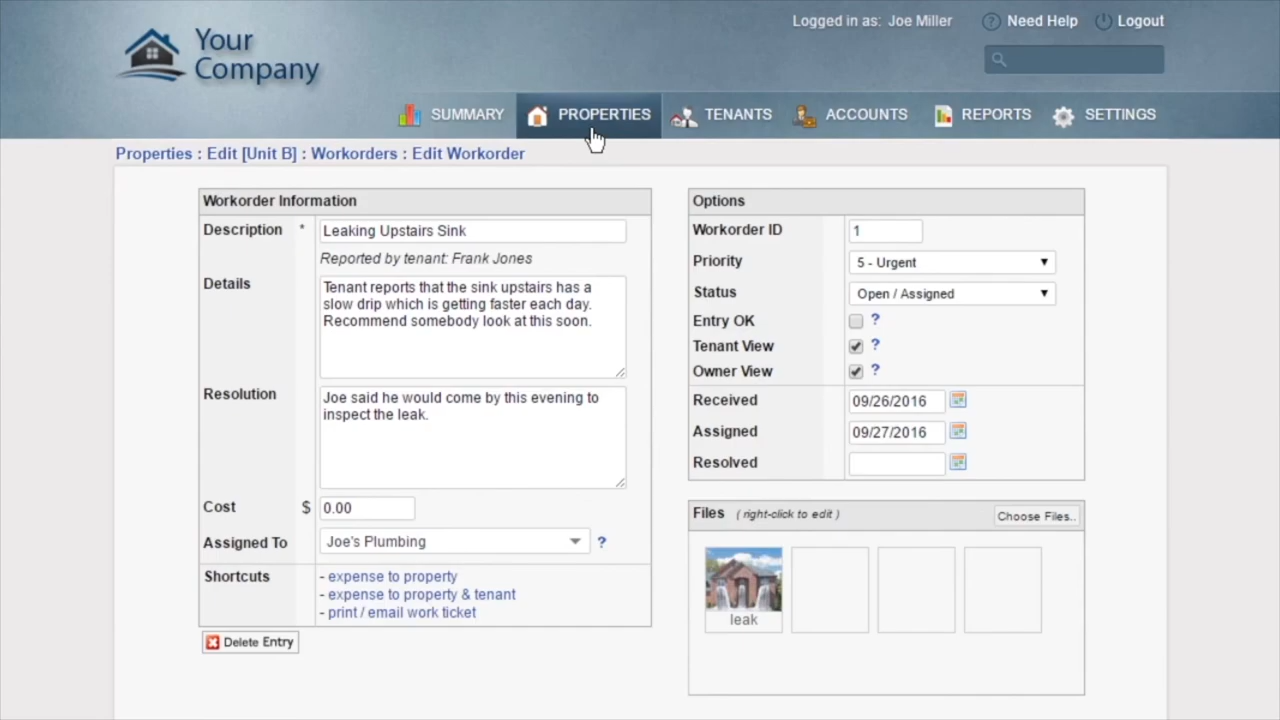 Your
Company
Logged in as: Joe Miller
Need Help
Logout
SUMMARY
PROPERTIES
TENANTS
ACCOUNTS
REPORTS
SETTINGS
Properties : Edit [Unit B] : Workorders : Edit Workorder
Workorder Information
Description *
Leaking Upstairs Sink
Reported by tenant: Frank Jones
Details
Tenant reports that the sink upstairs has a
slow drip which is getting faster each day.
Recommend somebody look at this soon.
Resolution
Joe said he would come by this evening to
inspect the leak.
Cost $ 0.00
Assigned To Joe's Plumbing ?
Shortcuts
- expense to property
- expense to property & tenant
- print / email work ticket
Delete Entry
Options
Workorder ID 1
Priority 5 - Urgent
Status Open / Assigned
Entry OK ?
Tenant View ?
Owner View ?
Received 09/26/2016
Assigned 09/27/2016
Resolved
Files ( right-click to edit )
Choose Files..
leak